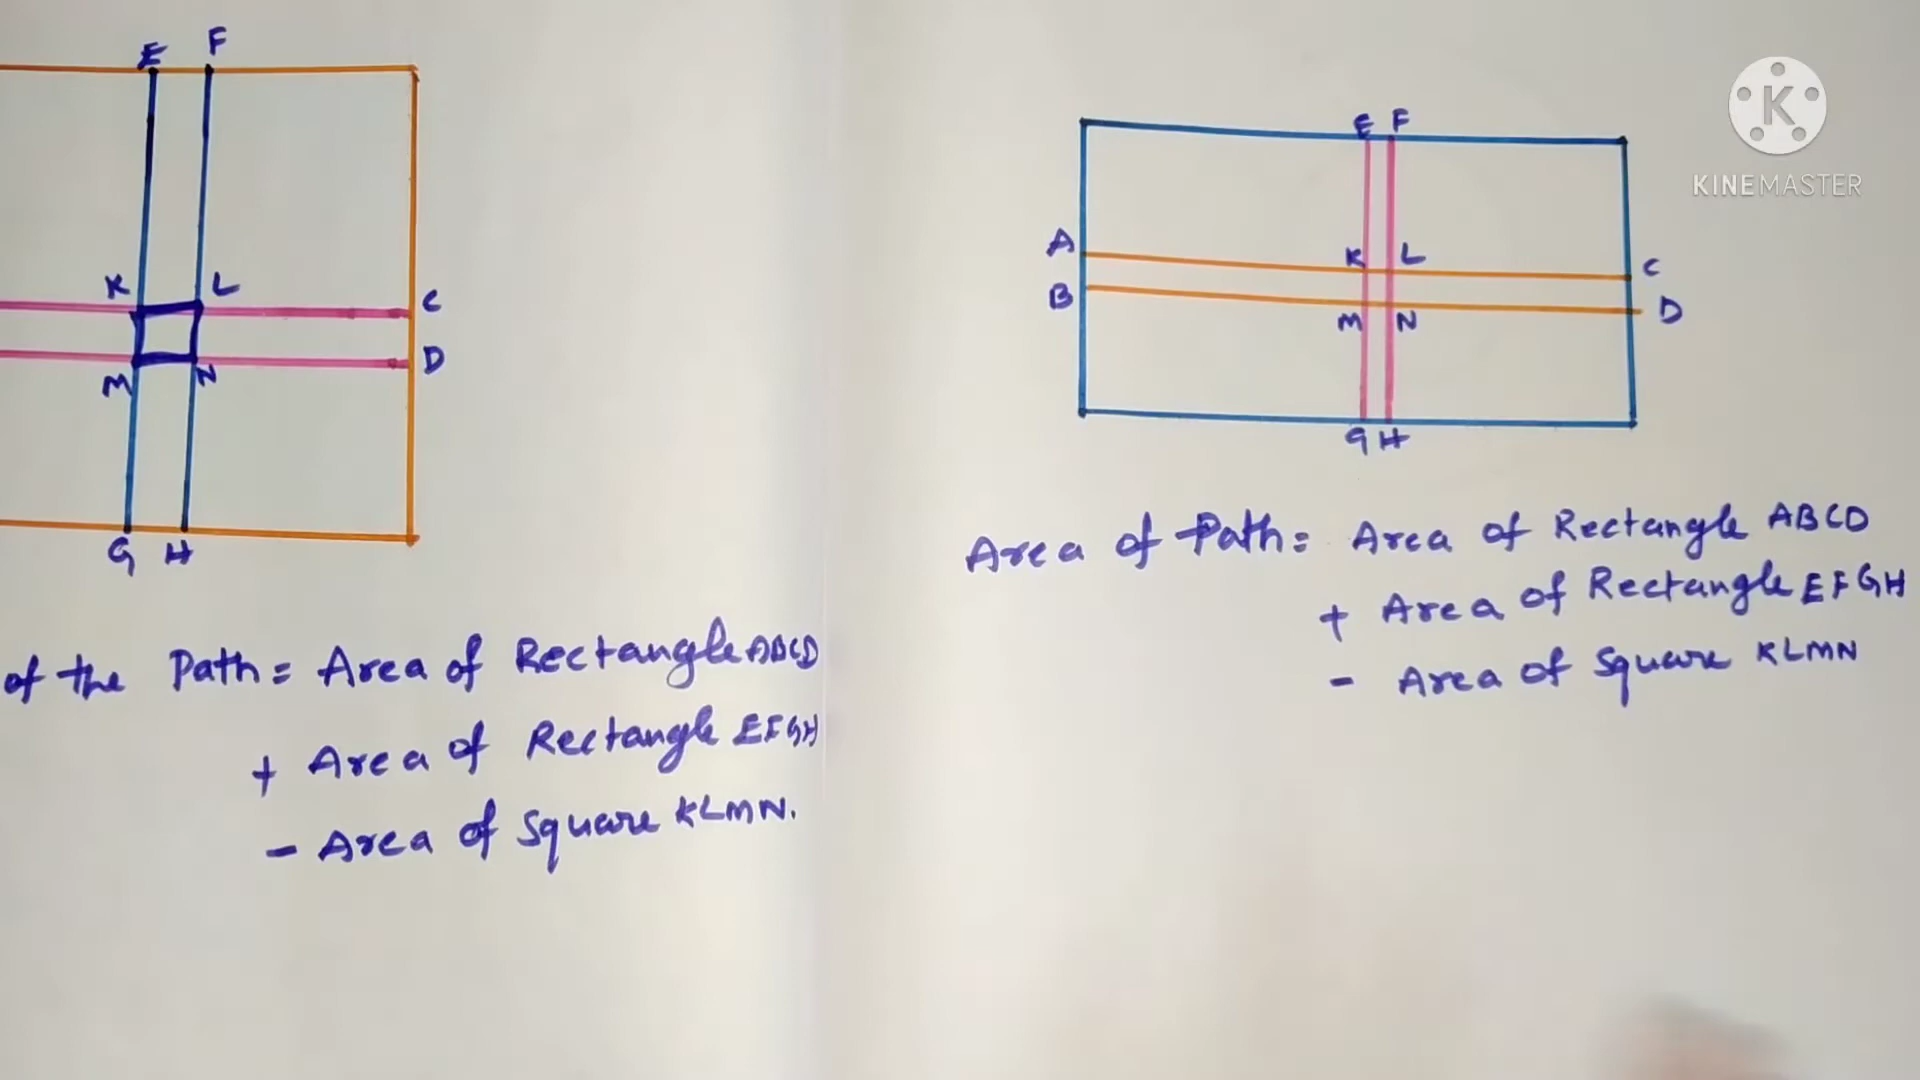 E F
K L
C
D
M N
G H
of the Path = Area of Rectangle ABCD
+ Area of Rectangle EFGH
- Area of Square KLMN.
E F
A
K L
C
B
M N
D
G H
Area of Path = Area of Rectangle ABCD
+ Area of Rectangle EFGH
- Area of Square KLMN
K
KINEMASTER